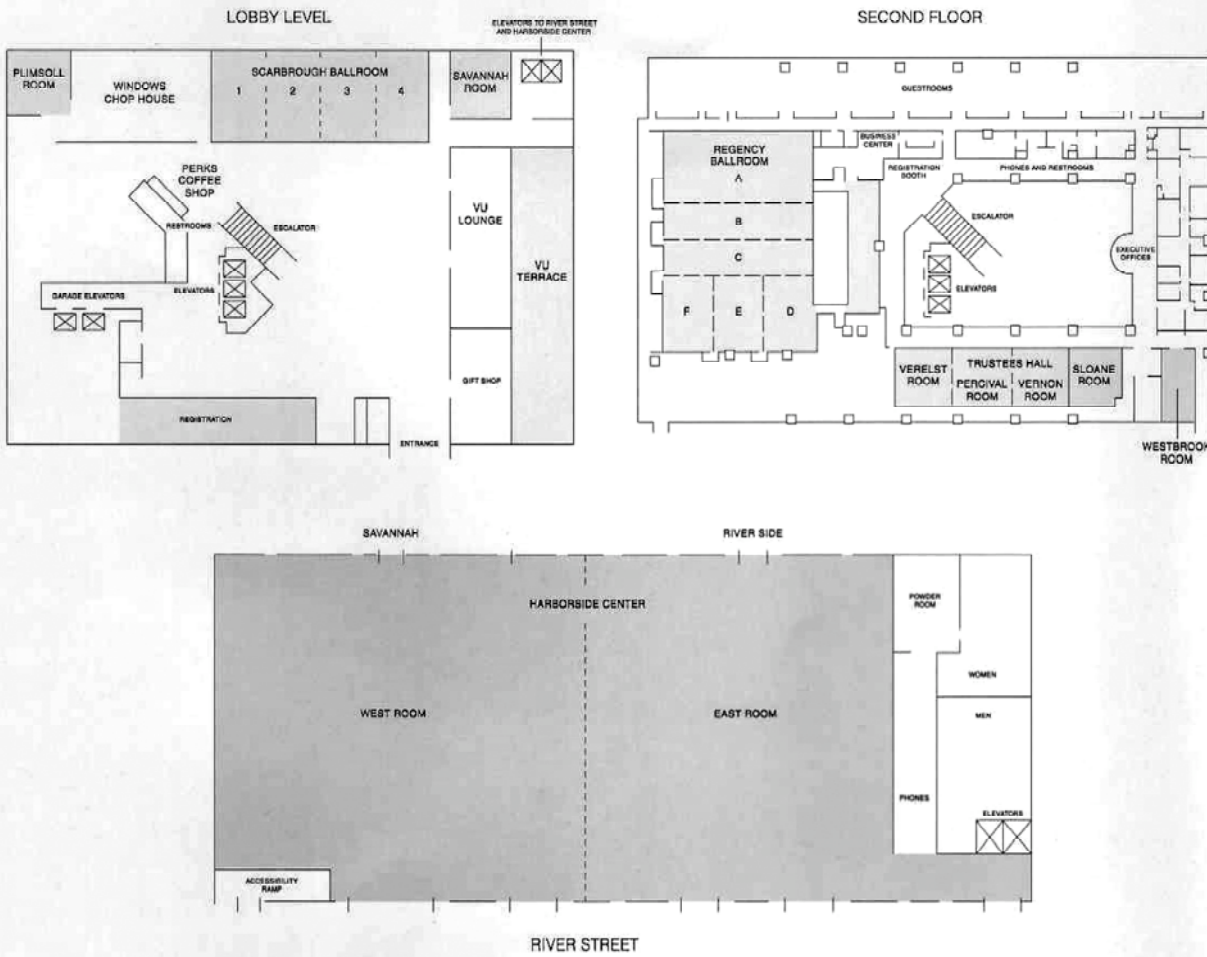 LOBBY LEVEL
ELEVATORS TO RIVER STREET
AND HARBORSIDE CENTER
PLIMSOLL
ROOM
WINDOWS
CHOP HOUSE
SCARBROUGH BALLROOM
1 2 3 4
SAVANNAH
ROOM
PERKS
COFFEE
SHOP
RESTROOMS
ESCALATOR
VU
LOUNGE
VU
TERRACE
GARAGE ELEVATORS
ELEVATORS
GIFT SHOP
REGISTRATION
ENTRANCE
SECOND FLOOR
GUESTROOMS
REGENCY
BALLROOM
A
B
C
F E D
BUSINESS
CENTER
REGISTRATION
BOOTH
PHONES AND RESTROOMS
ESCALATOR
ELEVATORS
EXECUTIVE
OFFICES
VERELST
ROOM
TRUSTEES HALL
PERCIVAL
ROOM
VERNON
ROOM
SLOANE
ROOM
WESTBROOK
ROOM
SAVANNAH
RIVER SIDE
HARBORSIDE CENTER
WEST ROOM
EAST ROOM
POWDER
ROOM
WOMEN
MEN
PHONES
ELEVATORS
ACCESSIBILITY
RAMP
RIVER STREET